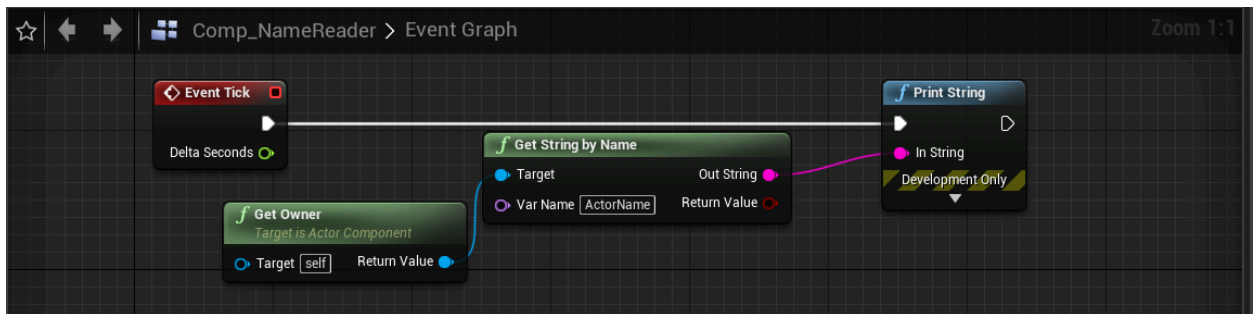 Comp_NameReader > Event Graph
Zoom 1:1
Event Tick
Delta Seconds
f Print String
In String
Development Only
f Get String by Name
Target
Out String
Var Name ActorName
Return Value
f Get Owner
Target is Actor Component
Target self
Return Value